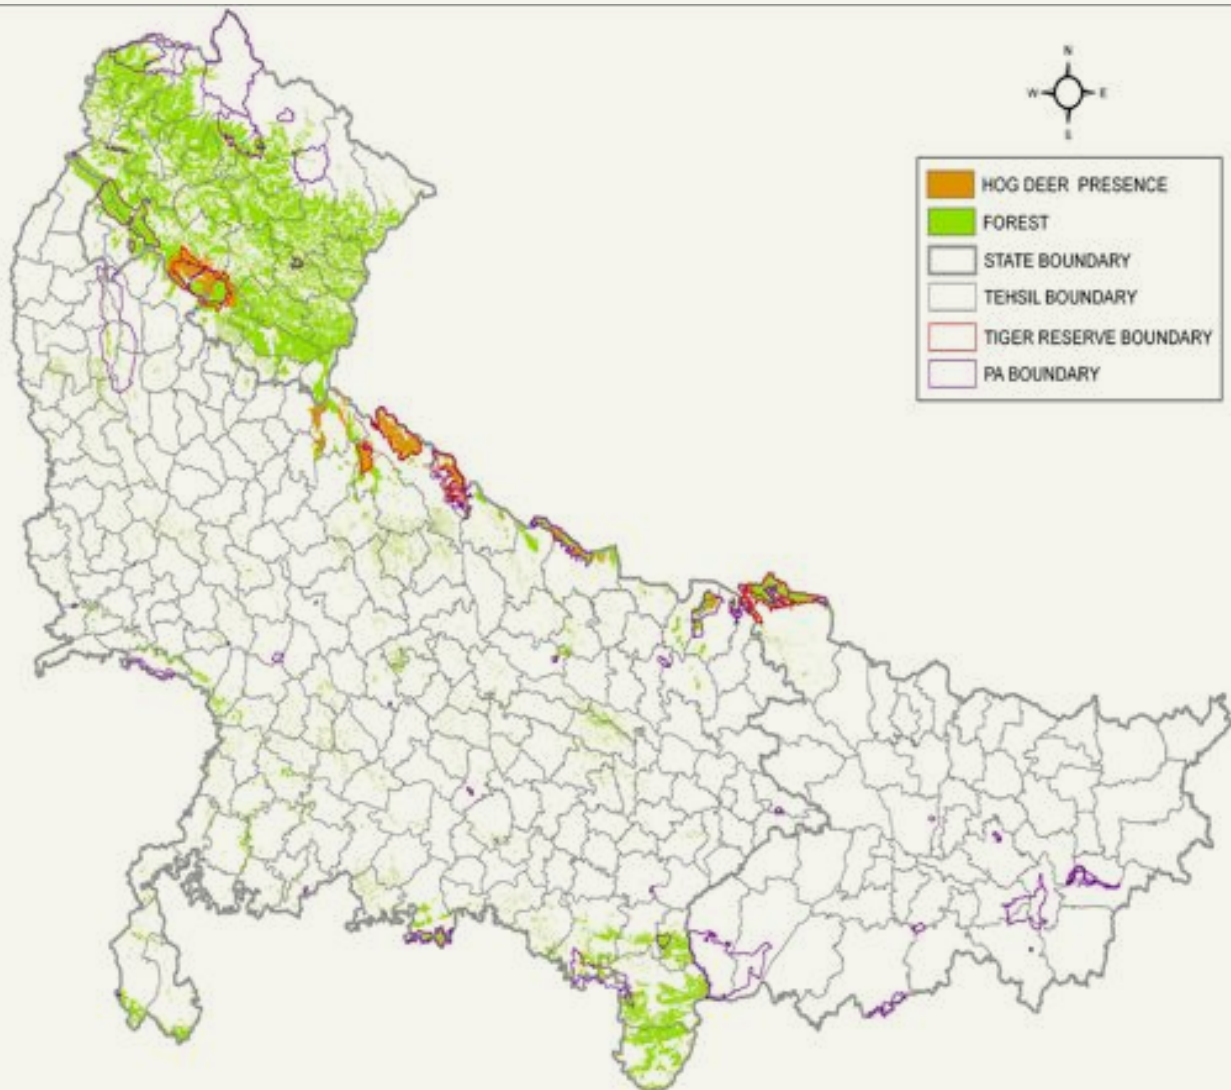 N
W E
S
HOG DEER PRESENCE
FOREST
STATE BOUNDARY
TEHSIL BOUNDARY
TIGER RESERVE BOUNDARY
PA BOUNDARY